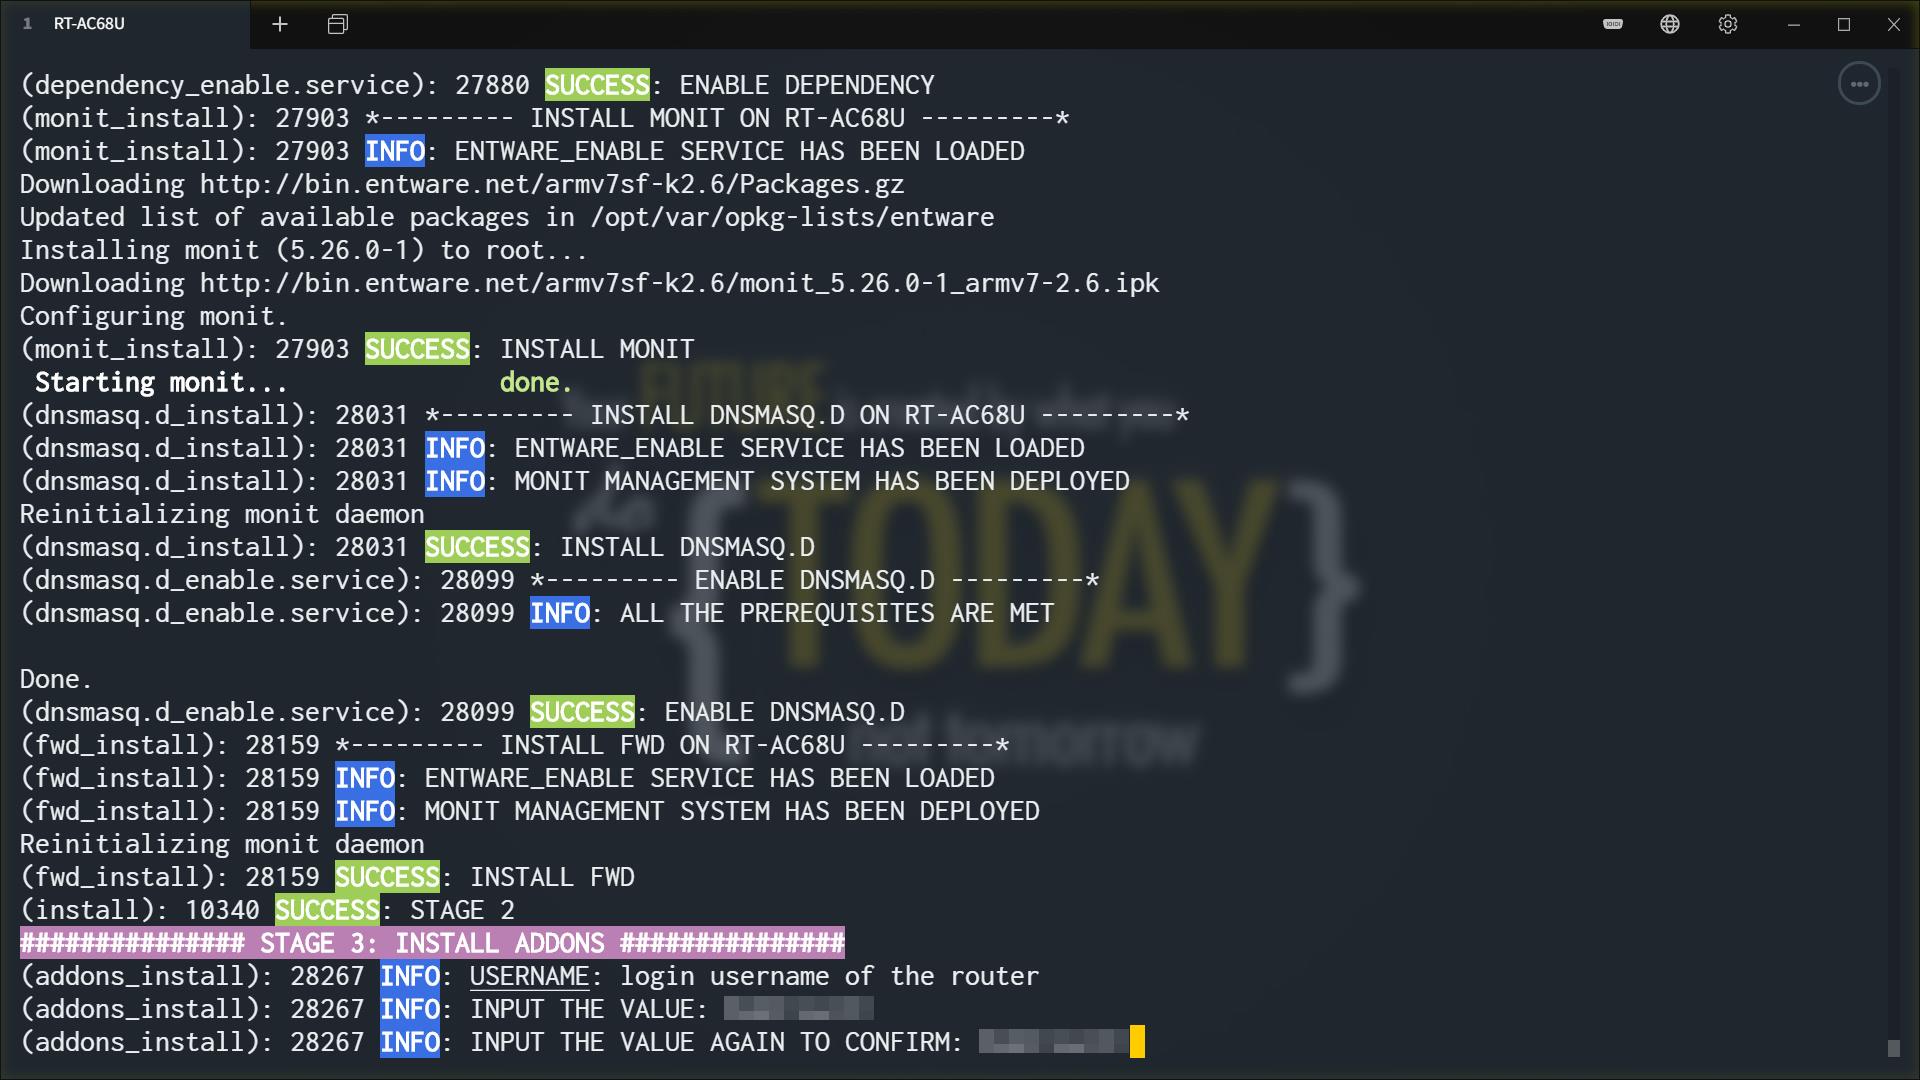 1 RT-AC68U
(dependency_enable.service): 27880 SUCCESS: ENABLE DEPENDENCY
(monit_install): 27903 *--------- INSTALL MONIT ON RT-AC68U ---------*
(monit_install): 27903 INFO: ENTWARE_ENABLE SERVICE HAS BEEN LOADED
Downloading http://bin.entware.net/armv7sf-k2.6/Packages.gz
Updated list of available packages in /opt/var/opkg-lists/entware
Installing monit (5.26.0-1) to root...
Downloading http://bin.entware.net/armv7sf-k2.6/monit_5.26.0-1_armv7-2.6.ipk
Configuring monit.
(monit_install): 27903 SUCCESS: INSTALL MONIT
Starting monit... done.
(dnsmasq.d_install): 28031 *--------- INSTALL DNSMASQ.D ON RT-AC68U ---------*
(dnsmasq.d_install): 28031 INFO: ENTWARE_ENABLE SERVICE HAS BEEN LOADED
(dnsmasq.d_install): 28031 INFO: MONIT MANAGEMENT SYSTEM HAS BEEN DEPLOYED
Reinitializing monit daemon
(dnsmasq.d_install): 28031 SUCCESS: INSTALL DNSMASQ.D
(dnsmasq.d_enable.service): 28099 *--------- ENABLE DNSMASQ.D ---------*
(dnsmasq.d_enable.service): 28099 INFO: ALL THE PREREQUISITES ARE MET
Done.
(dnsmasq.d_enable.service): 28099 SUCCESS: ENABLE DNSMASQ.D
(fwd_install): 28159 *--------- INSTALL FWD ON RT-AC68U ---------*
(fwd_install): 28159 INFO: ENTWARE_ENABLE SERVICE HAS BEEN LOADED
(fwd_install): 28159 INFO: MONIT MANAGEMENT SYSTEM HAS BEEN DEPLOYED
Reinitializing monit daemon
(fwd_install): 28159 SUCCESS: INSTALL FWD
(install): 10340 SUCCESS: STAGE 2
############### STAGE 3: INSTALL ADDONS ###############
(addons_install): 28267 INFO: USERNAME: login username of the router
(addons_install): 28267 INFO: INPUT THE VALUE:
(addons_install): 28267 INFO: INPUT THE VALUE AGAIN TO CONFIRM:
FUTURE
what you
do { TODAY }
not tomorrow